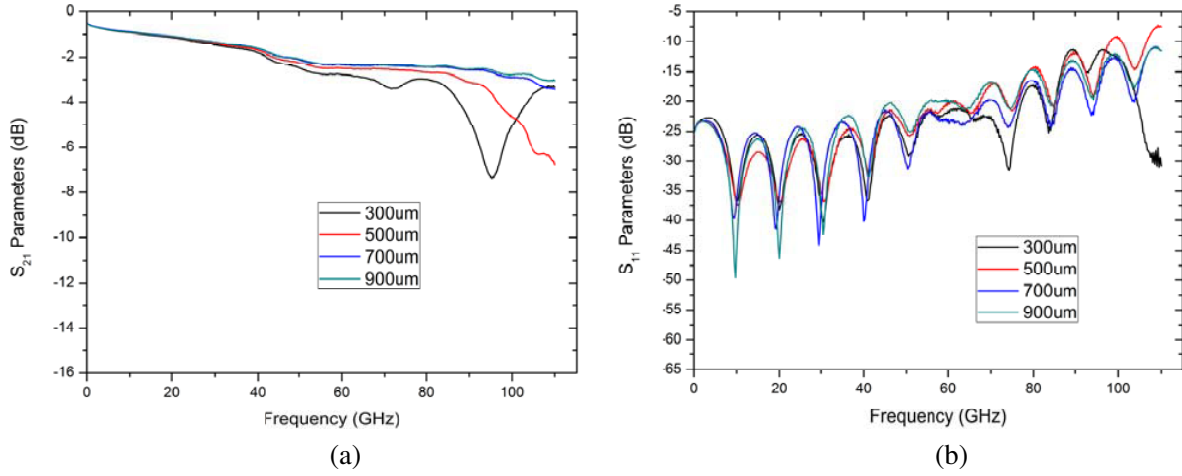 0
-2
-4
-6
-8
-10
-12
-14
-16
S21 Parameters (dB)
0 20 40 60 80 100
Frequency (GHz)
300um
500um
700um
900um
(a)
-5
-10
-15
-20
-25
-30
-35
-40
-45
-50
-55
-60
-65
S11 Parameters (dB)
0 20 40 60 80 100
Frequency (GHz)
300um
500um
700um
900um
(b)